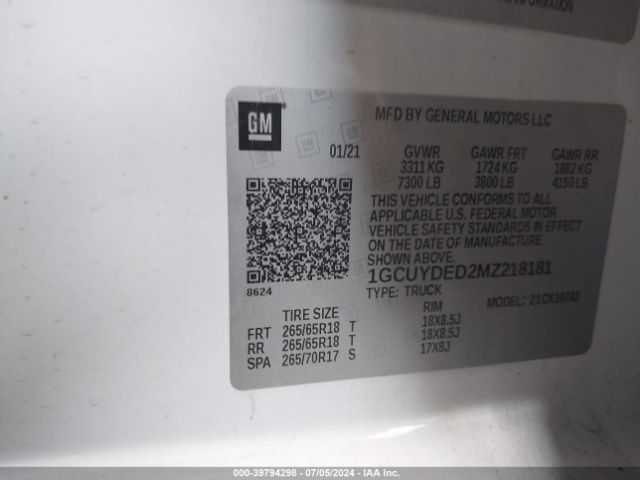 INFORMATION
GM
MFD BY GENERAL MOTORS LLC
01/21 GVWR GAWR FRT GAWR RR
3311 KG 1724 KG 1882 KG
7300 LB 3800 LB 4150 LB
THIS VEHICLE CONFORMS TO ALL
APPLICABLE U.S. FEDERAL MOTOR
VEHICLE SAFETY STANDARDS IN EFFECT
ON THE DATE OF MANUFACTURE
SHOWN ABOVE.
1GCUYDED2MZ218181
8624
TYPE: TRUCK MODEL: 21CK10743
TIRE SIZE RIM
FRT 265/65R18 T 18X8.5J
RR 265/65R18 T 18X8.5J
SPA 265/70R17 S 17X8J
000-39794298 - 07/05/2024 - IAA Inc.